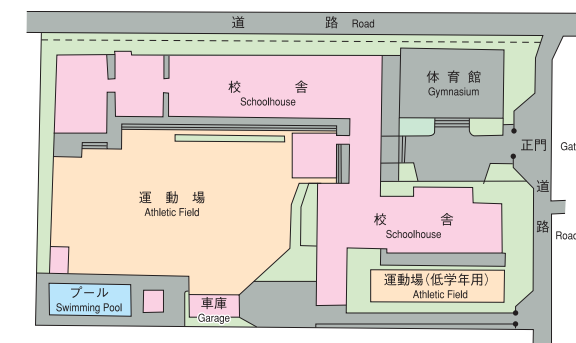 道 路 Road
校 舎
Schoolhouse
体 育 館
Gymnasium
正門
Gat
道
路
Road
運 動 場
Athletic Field
校 舎
Schoolhouse
運動場(低学年用)
Athletic Field
プール
Swimming Pool
車庫
Garage